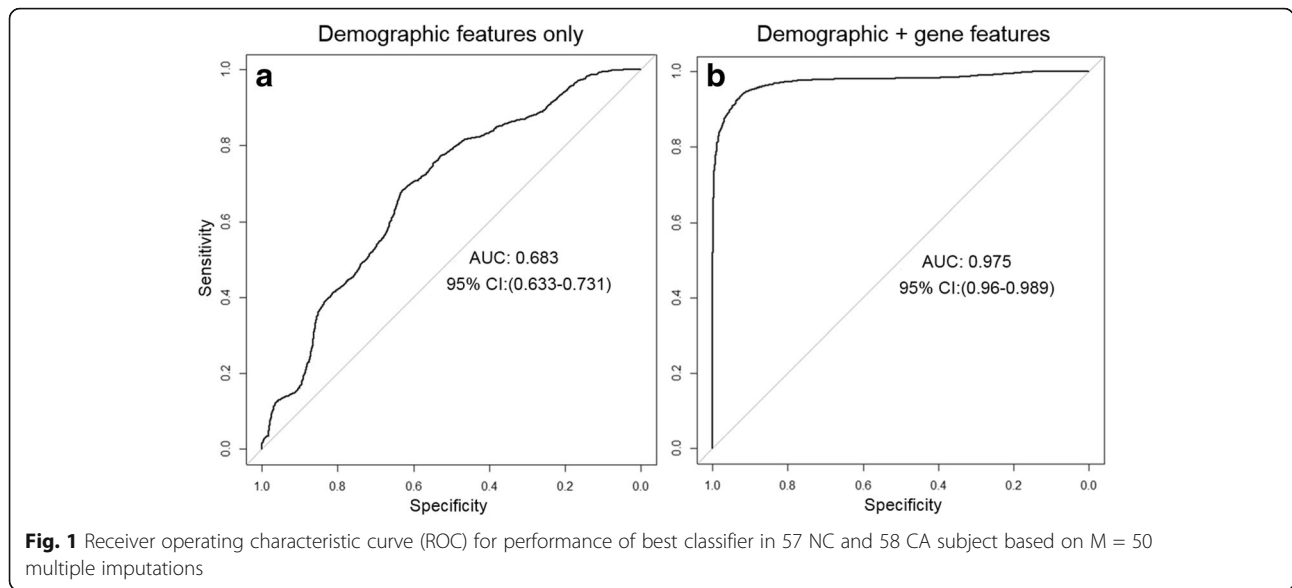 Demographic features only
Demographic + gene features
a
1.0
0.8
0.6
0.4
0.2
0.0
Sensitivity
AUC: 0.683
95% CI:(0.633-0.731)
1.0 0.8 0.6 0.4 0.2 0.0
Specificity
b
1.0
0.8
0.6
0.4
0.2
0.0
AUC: 0.975
95% CI:(0.96-0.989)
1.0 0.8 0.6 0.4 0.2 0.0
Specificity
Fig. 1 Receiver operating characteristic curve (ROC) for performance of best classifier in 57 NC and 58 CA subject based on M = 50
multiple imputations